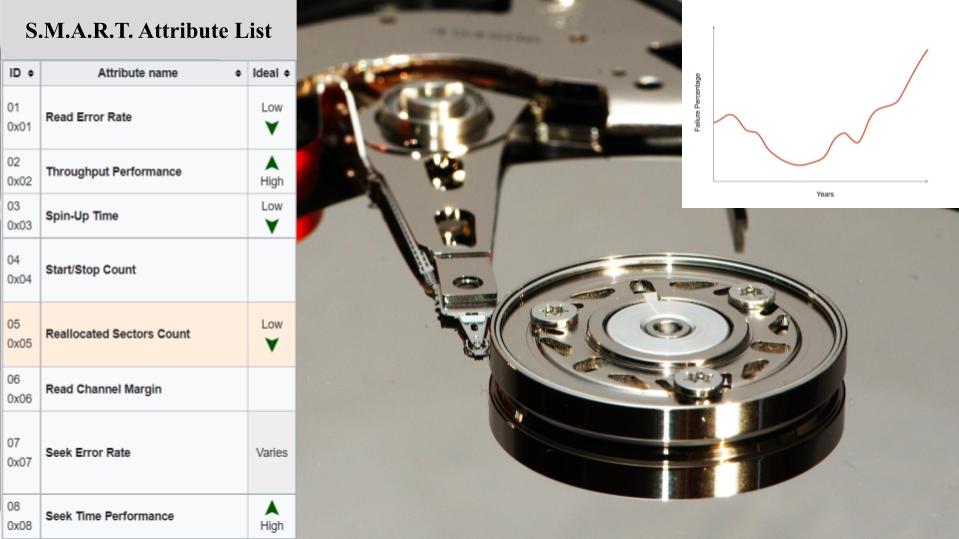 S.M.A.R.T. Attribute List
ID Attribute name Ideal
01 0x01 Read Error Rate Low
02 0x02 Throughput Performance High
03 0x03 Spin-Up Time Low
04 0x04 Start/Stop Count
05 0x05 Reallocated Sectors Count Low
06 0x06 Read Channel Margin
07 0x07 Seek Error Rate Varies
08 0x08 Seek Time Performance High
Failure Percentage
Years